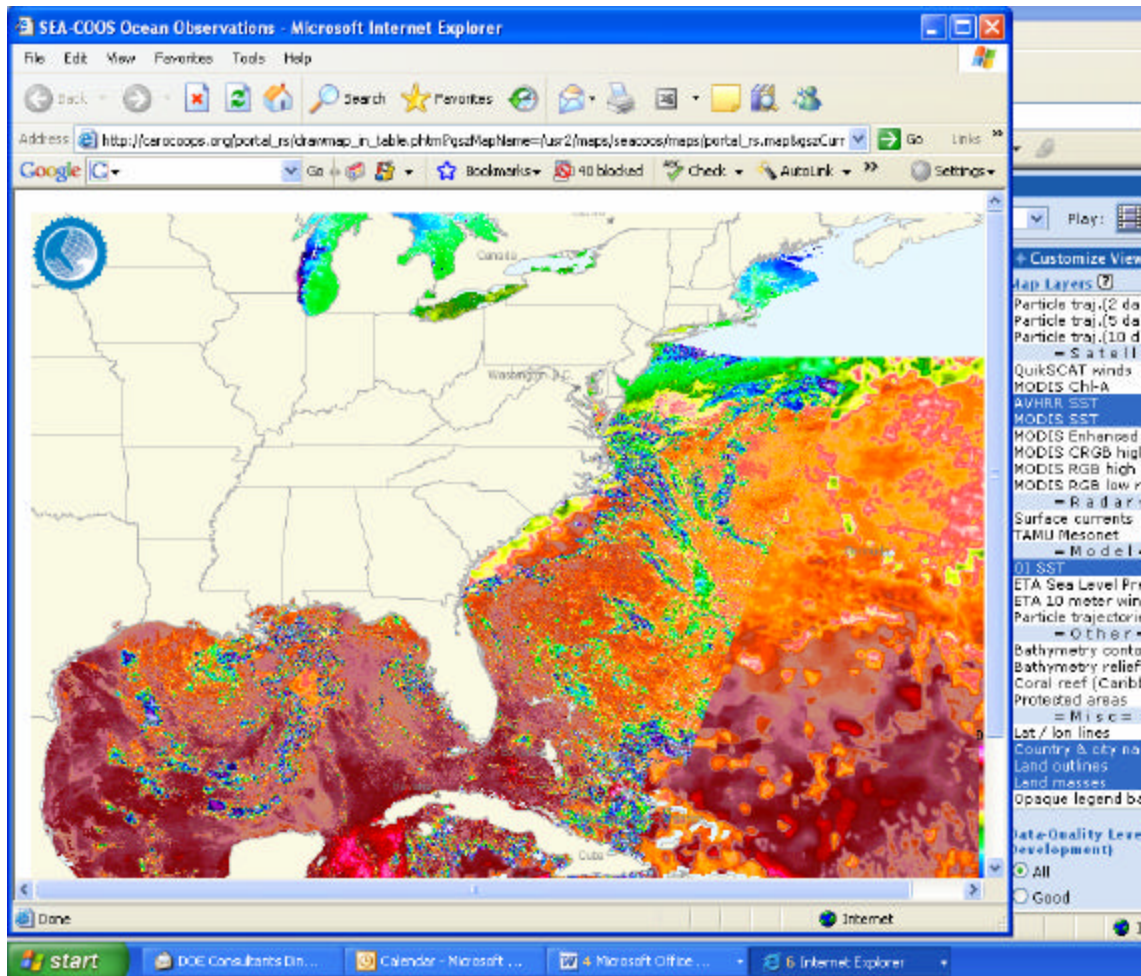 SEA-COOS Ocean Observations - Microsoft Internet Explorer
File Edit View Favorites Tools Help
Back Search Favorites
Address http://carocoops.org/portal_rs/drawmap_in_table.phtml?gszMapName=/usr2/maps/seacoos/maps/portal_rs.map&gszCurr Go Links »
Google G Go Bookmarks 40 blocked Check AutoLink » Settings
Canada
Washington, D.C.
Cuba
Done Internet
Play:
+ Customize View
Map Layers ?
Particle traj.(2 da
Particle traj.(5 da
Particle traj.(10 d
= S a t e l l
QuikSCAT winds
MODIS Chl-A
AVHRR SST
MODIS SST
MODIS Enhanced
MODIS CRGB high
MODIS RGB high
MODIS RGB low r
= R a d a r
Surface currents
TAMU Mesonet
= M o d e l
OI SST
ETA Sea Level Pre
ETA 10 meter win
Particle trajectorie
= O t h e r =
Bathymetry conto
Bathymetry relief
Coral reef (Carib
Protected areas
= M i s c =
Lat / lon lines
Country & city na
Land outlines
Land masses
Opaque legend ba
Data-Quality Leve
Development)
All
Good
start DOE Consultants Din... Calendar - Microsoft ... 4 Microsoft Office ... 6 Internet Explorer